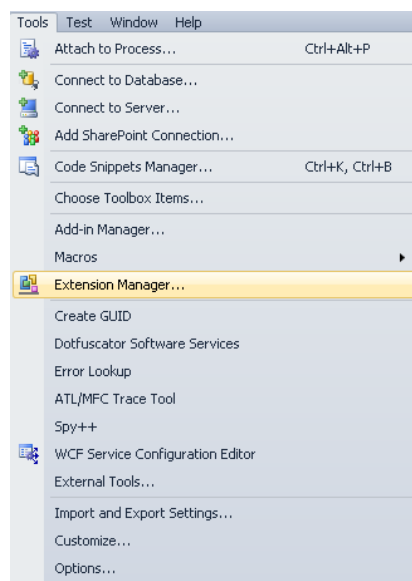 Tools Test Window Help
Attach to Process... Ctrl+Alt+P
Connect to Database...
Connect to Server...
Add SharePoint Connection...
Code Snippets Manager... Ctrl+K, Ctrl+B
Choose Toolbox Items...
Add-in Manager...
Macros
Extension Manager...
Create GUID
Dotfuscator Software Services
Error Lookup
ATL/MFC Trace Tool
Spy++
WCF Service Configuration Editor
External Tools...
Import and Export Settings...
Customize...
Options...